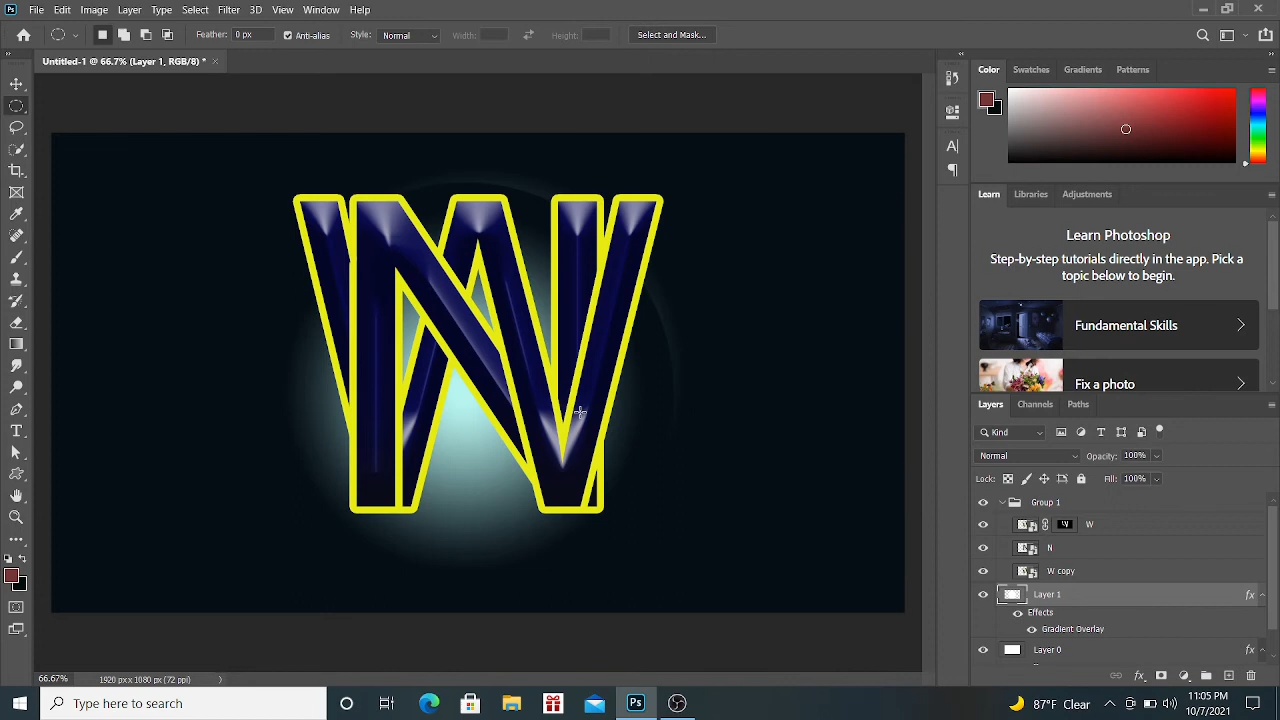 Ps File Edit Image Layer Type Select Filter 3D View Window Help
Feather: 0 px Anti-alias Style: Normal Width: Height: Select and Mask...
Untitled-1 @ 66.7% (Layer 1, RGB/8) *
Color Swatches Gradients Patterns
Learn Libraries Adjustments
Learn Photoshop
Step-by-step tutorials directly in the app. Pick a
topic below to begin.
Fundamental Skills
Fix a photo
Layers Channels Paths
Kind
Normal Opacity: 100%
Lock: Fill: 100%
Group 1
W
N
W copy
Layer 1 fx
Effects
Gradient Overlay
Layer 0 fx
WN
66.67% 1920 px x 1080 px (72 ppi)
Type here to search
Ps
87°F Clear
11:05 PM
10/7/2021